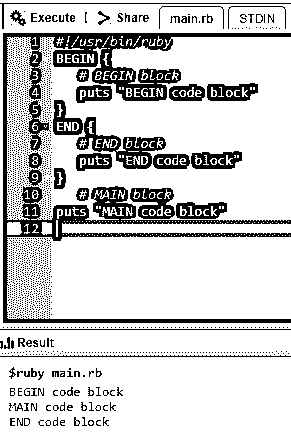 Execute | Share main.rb STDIN
1 #!/usr/bin/ruby
2 BEGIN {
3 # BEGIN block
4 puts "BEGIN code block"
5 }
6 END {
7 # END block
8 puts "END code block"
9 }
10 # MAIN block
11 puts "MAIN code block"
12
Result
$ruby main.rb
BEGIN code block
MAIN code block
END code block